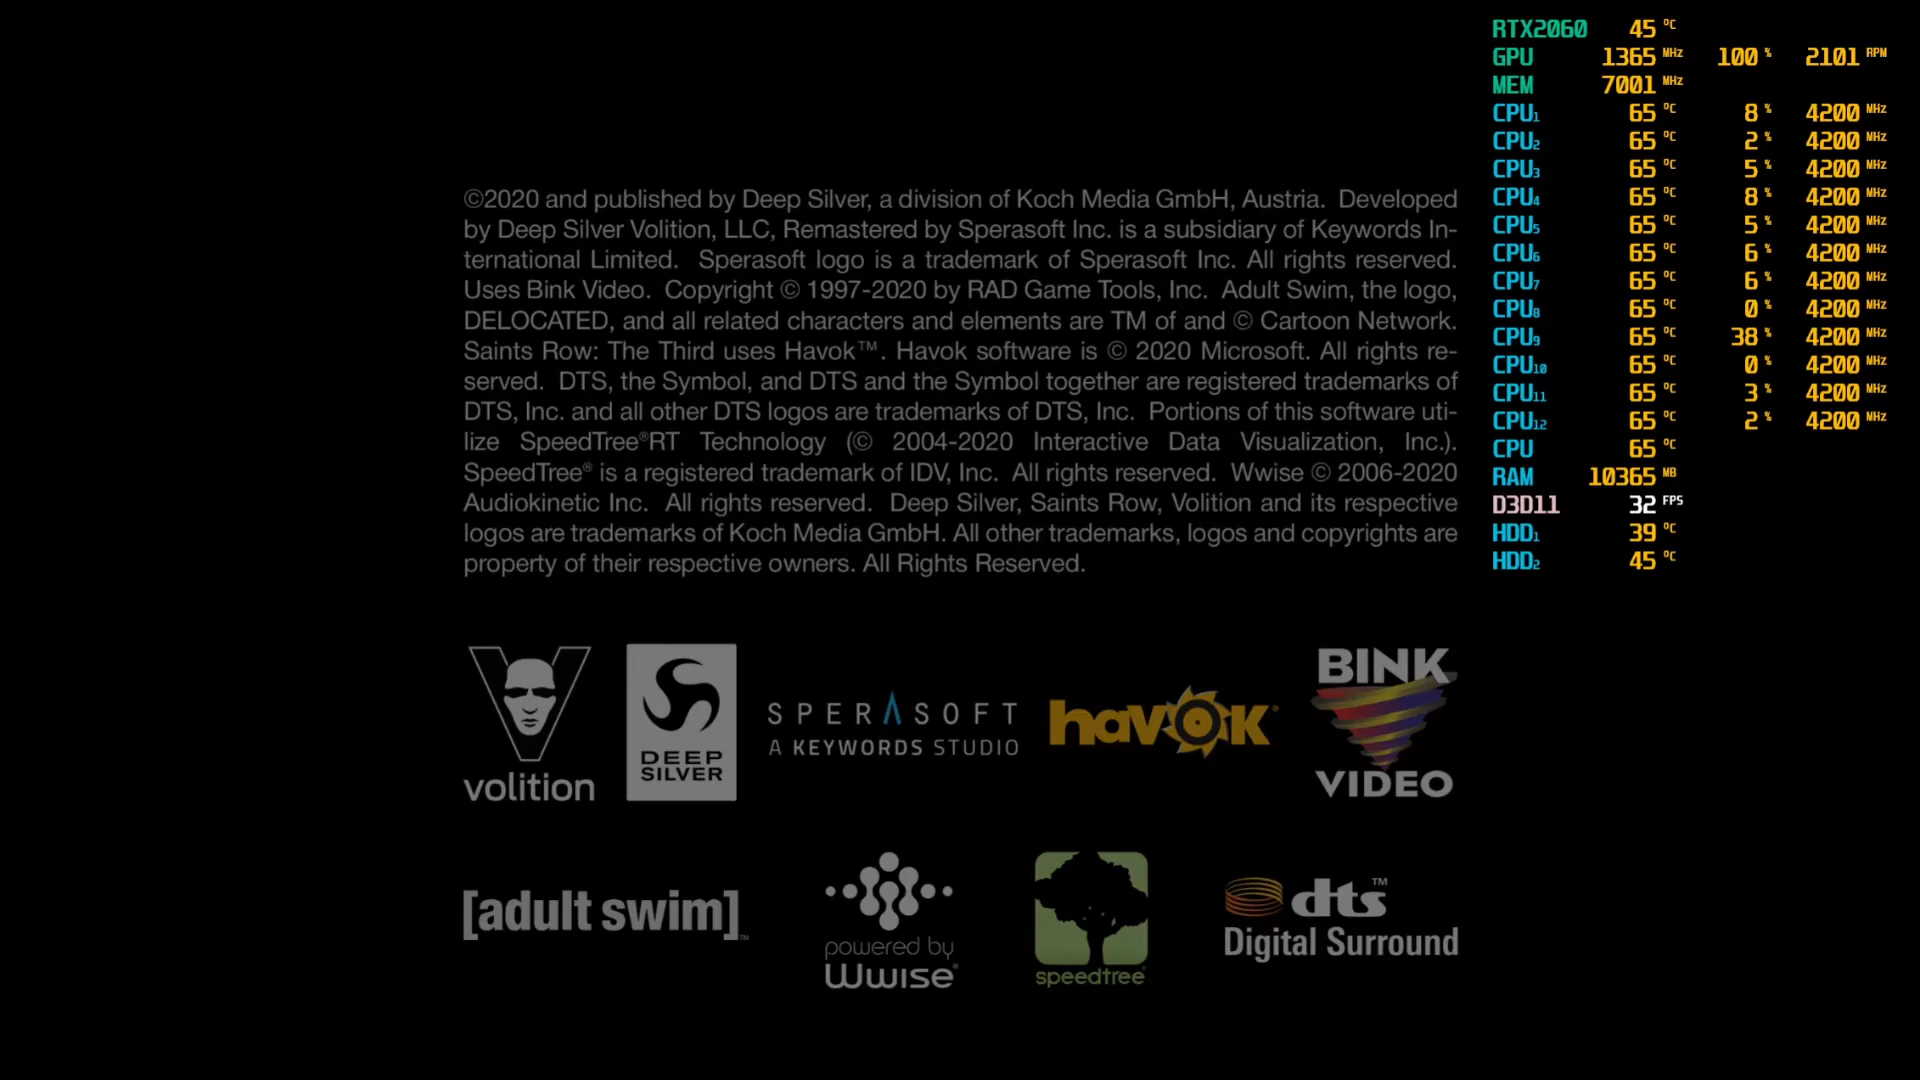 RTX2060 45 °C
GPU 1365 MHz 100 % 2101 RPM
MEM 7001 MHz
CPU1 65 °C 8 % 4200 MHz
CPU2 65 °C 2 % 4200 MHz
CPU3 65 °C 5 % 4200 MHz
CPU4 65 °C 8 % 4200 MHz
CPU5 65 °C 5 % 4200 MHz
CPU6 65 °C 6 % 4200 MHz
CPU7 65 °C 6 % 4200 MHz
CPU8 65 °C 0 % 4200 MHz
CPU9 65 °C 38 % 4200 MHz
CPU10 65 °C 0 % 4200 MHz
CPU11 65 °C 3 % 4200 MHz
CPU12 65 °C 2 % 4200 MHz
CPU 65 °C
RAM 10365 MB
D3D11 32 FPS
HDD1 39 °C
HDD2 45 °C
©2020 and published by Deep Silver, a division of Koch Media GmbH, Austria. Developed
by Deep Silver Volition, LLC, Remastered by Sperasoft Inc. is a subsidiary of Keywords In-
ternational Limited. Sperasoft logo is a trademark of Sperasoft Inc. All rights reserved.
Uses Bink Video. Copyright © 1997-2020 by RAD Game Tools, Inc. Adult Swim, the logo,
DELOCATED, and all related characters and elements are TM of and © Cartoon Network.
Saints Row: The Third uses Havok™. Havok software is © 2020 Microsoft. All rights re-
served. DTS, the Symbol, and DTS and the Symbol together are registered trademarks of
DTS, Inc. and all other DTS logos are trademarks of DTS, Inc. Portions of this software uti-
lize SpeedTree®RT Technology (© 2004-2020 Interactive Data Visualization, Inc.).
SpeedTree® is a registered trademark of IDV, Inc. All rights reserved. Wwise © 2006-2020
Audiokinetic Inc. All rights reserved. Deep Silver, Saints Row, Volition and its respective
logos are trademarks of Koch Media GmbH. All other trademarks, logos and copyrights are
property of their respective owners. All Rights Reserved.
volition
DEEP
SILVER
SPERASOFT
A KEYWORDS STUDIO
havok
BINK
VIDEO
[adult swim]™
powered by
Wwise®
speedtree®
dts™
Digital Surround